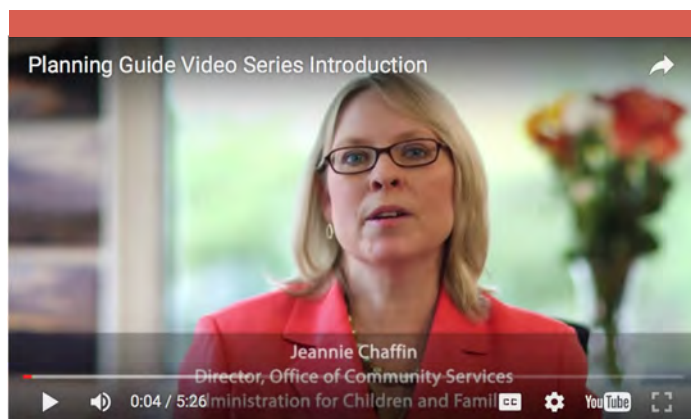 Planning Guide Video Series Introduction
Jeannie Chaffin
Director, Office of Community Services
0:04 / 5:26 dministration for Children and Famil CC YouTube